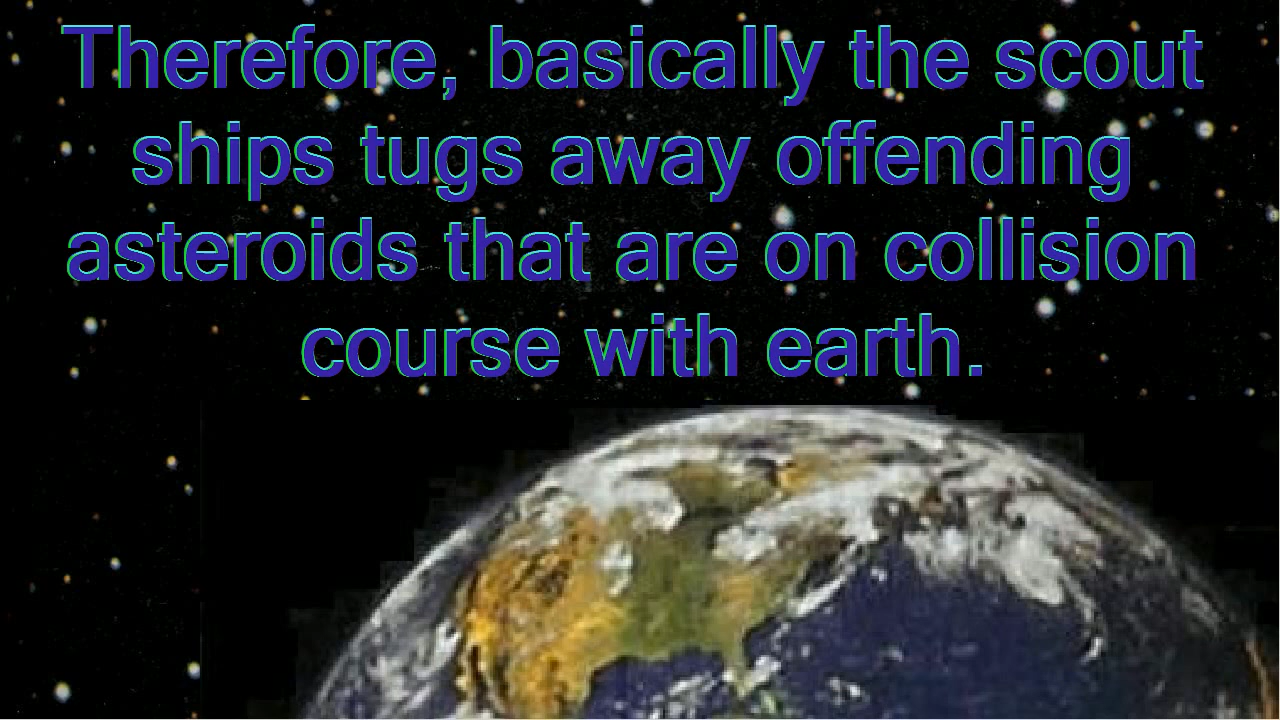 Therefore, basically the scout
ships tugs away offending
asteroids that are on collision
course with earth.